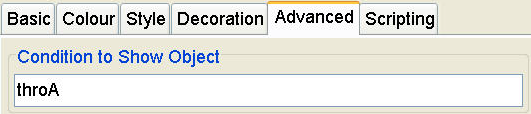 Basic Colour Style Decoration Advanced Scripting
Condition to Show Object
throA